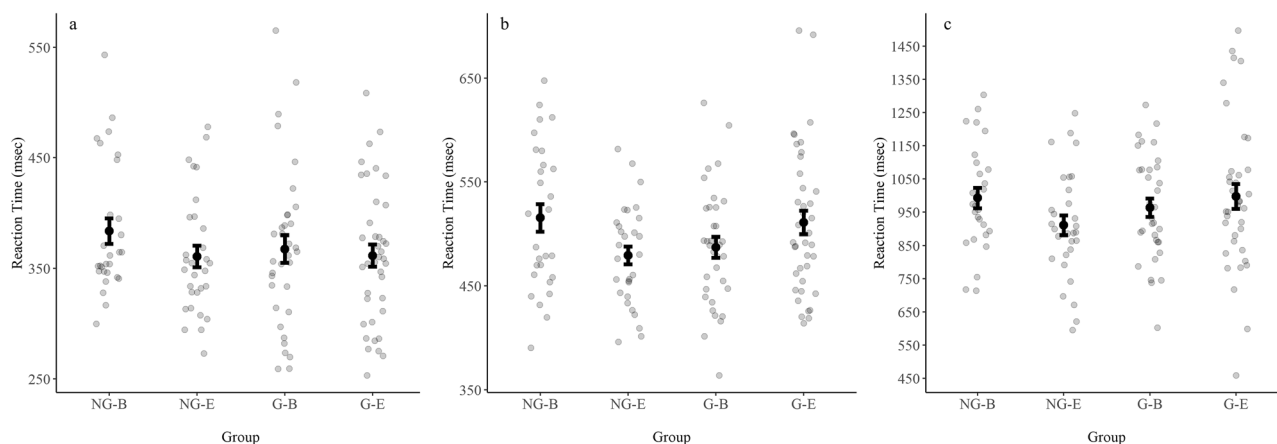 a
Reaction Time (msec)
550
450
350
250
NG-B NG-E G-B G-E
Group
b
Reaction Time (msec)
650
550
450
350
NG-B NG-E G-B G-E
Group
c
Reaction Time (msec)
1450
1350
1250
1150
1050
950
850
750
650
550
450
NG-B NG-E G-B G-E
Group